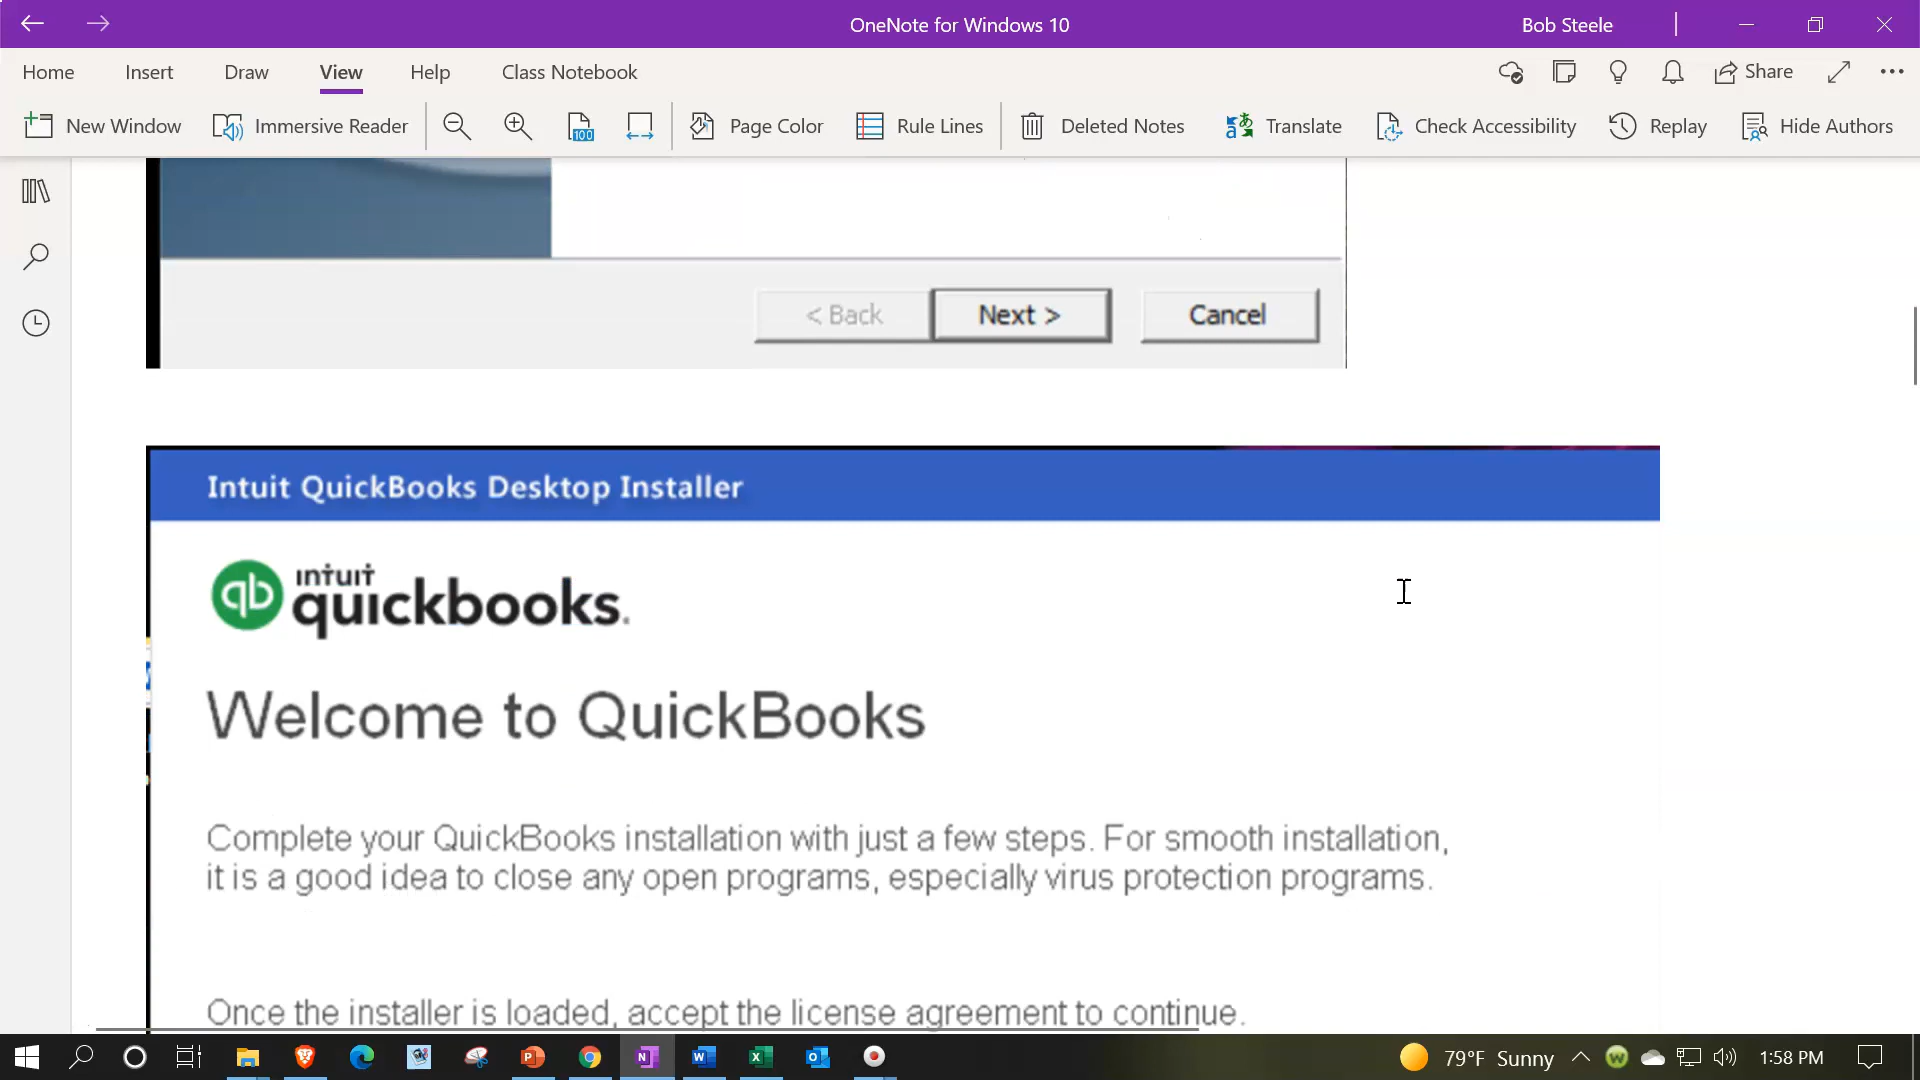 OneNote for Windows 10
Bob Steele
Home Insert Draw View Help Class Notebook
Share
New Window Immersive Reader 100 Page Color Rule Lines Deleted Notes Translate Check Accessibility Replay Hide Authors
< Back Next > Cancel
Intuit QuickBooks Desktop Installer
qb intuit quickbooks.
Welcome to QuickBooks
Complete your QuickBooks installation with just a few steps. For smooth installation,
it is a good idea to close any open programs, especially virus protection programs.
Once the installer is loaded, accept the license agreement to continue.
79°F Sunny 1:58 PM